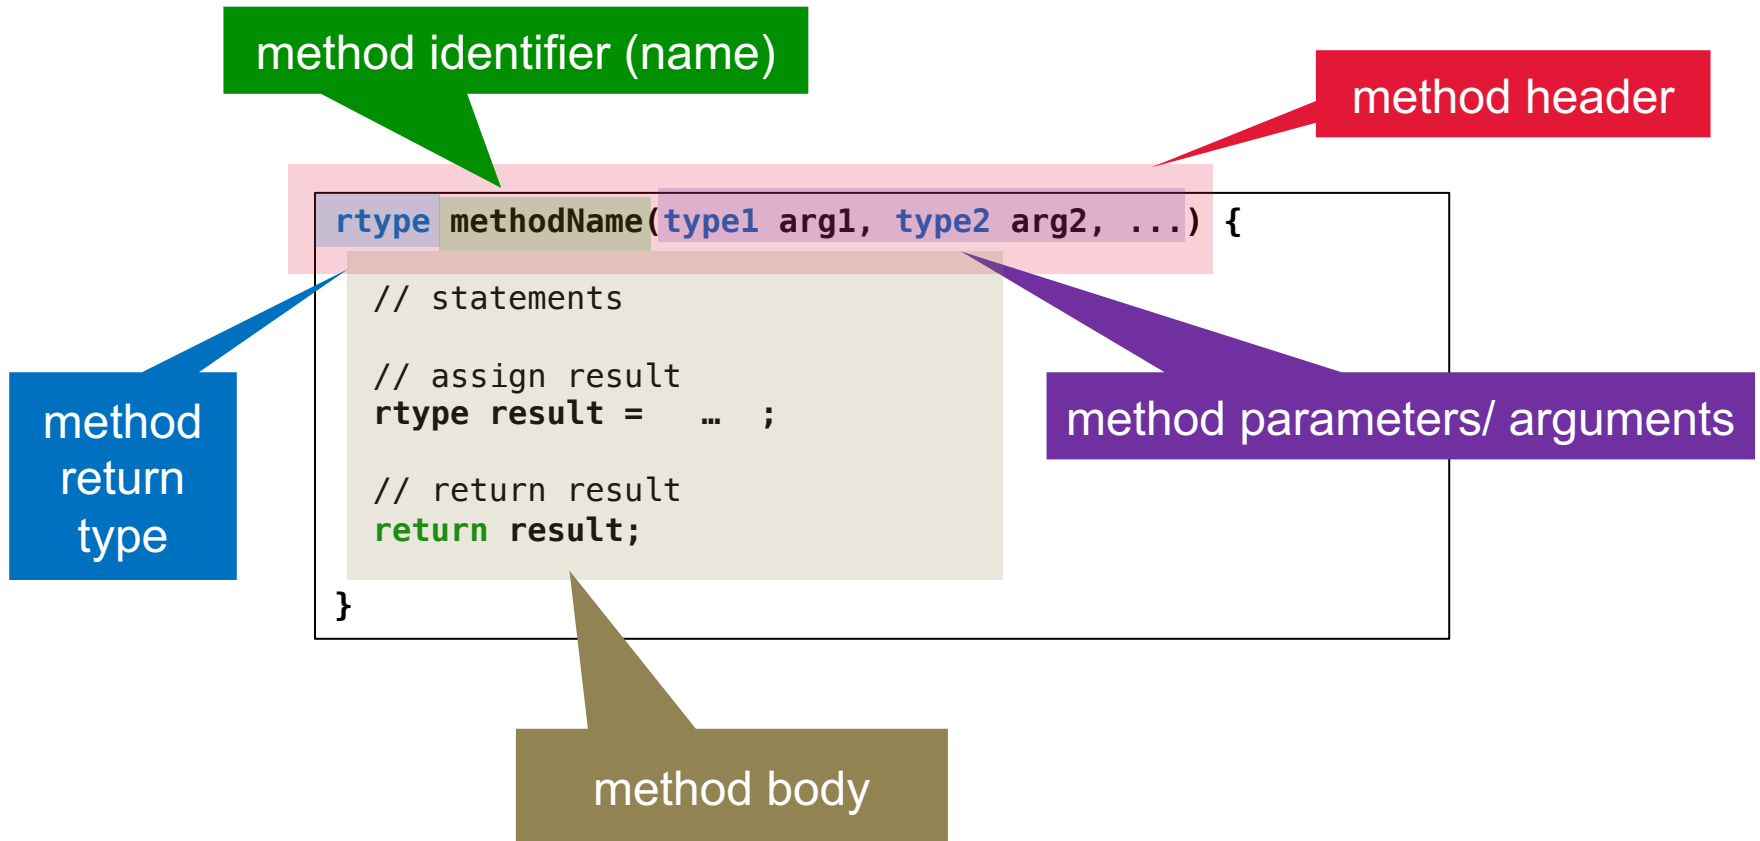 method identifier (name)
method header
rtype methodName(type1 arg1, type2 arg2, ...) {
// statements
// assign result
rtype result = … ;
// return result
return result;
}
method
return
type
method parameters/ arguments
method body